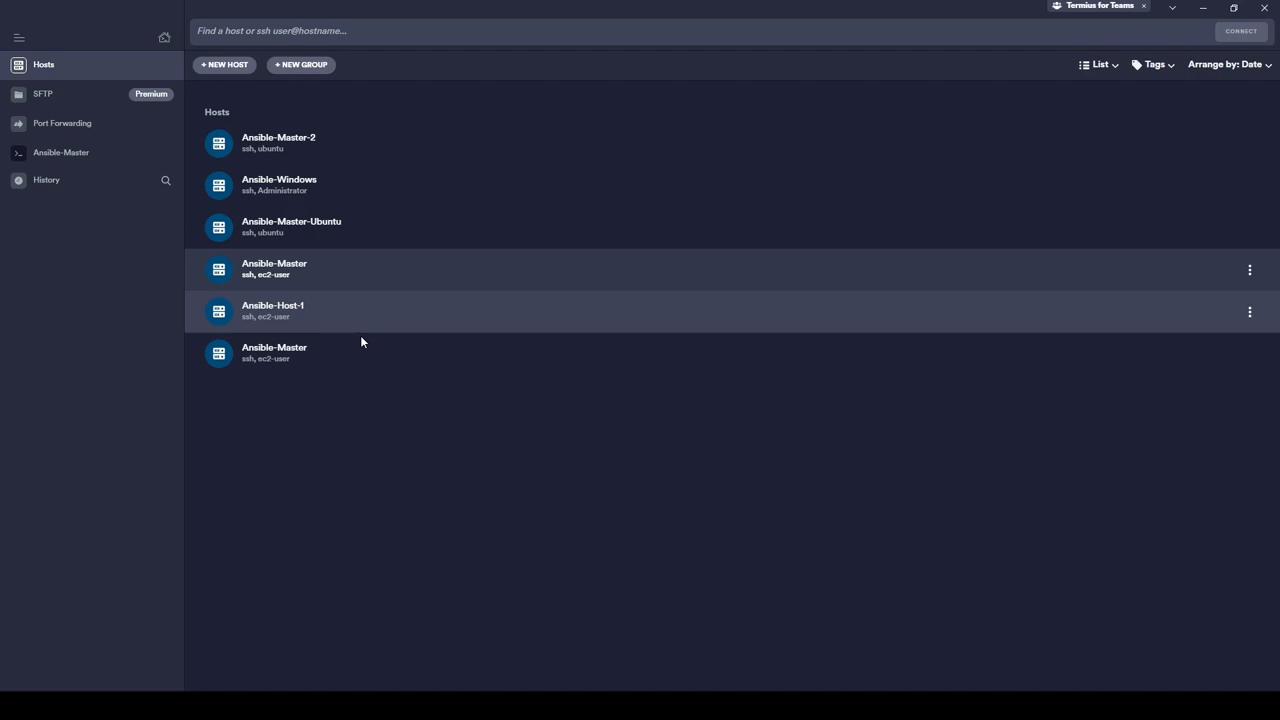 Termius for Teams
Find a host or ssh user@hostname...
CONNECT
Hosts
+ NEW HOST
+ NEW GROUP
List
Tags
Arrange by: Date
SFTP
Premium
Port Forwarding
Ansible-Master
History
Hosts
Ansible-Master-2
ssh, ubuntu
Ansible-Windows
ssh, Administrator
Ansible-Master-Ubuntu
ssh, ubuntu
Ansible-Master
ssh, ec2-user
Ansible-Host-1
ssh, ec2-user
Ansible-Master
ssh, ec2-user